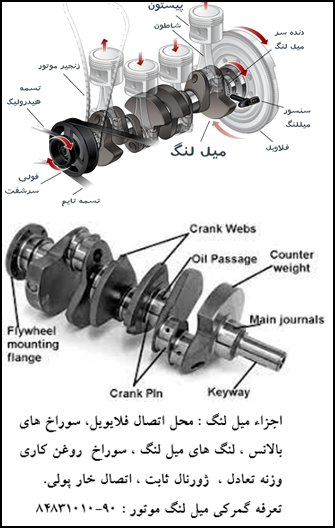 پیستون
شاطون
دنده سر
میل لنگ
زنجیر موتور
تسمه
هیدرولیک
سنسور
میللنگ
فلاویل
میل لنگ
فولی
سرشفت
تسمه تایم
Crank Webs
Oil Passage
Counter
weight
Main journals
Flywheel
mounting
flange
Crank Pin
Keyway
اجزاء میل لنگ : محل اتصال فلایویل، سوراخ های
بالانس ، لنگ های میل لنگ ، سوراخ روغن کاری
وزنه تعادل ، ژورنال ثابت ، اتصال خار پولی.
تعرفه گمرکی میل لنگ موتور : ۹۰-۸۴۸۳۱۰۱۰